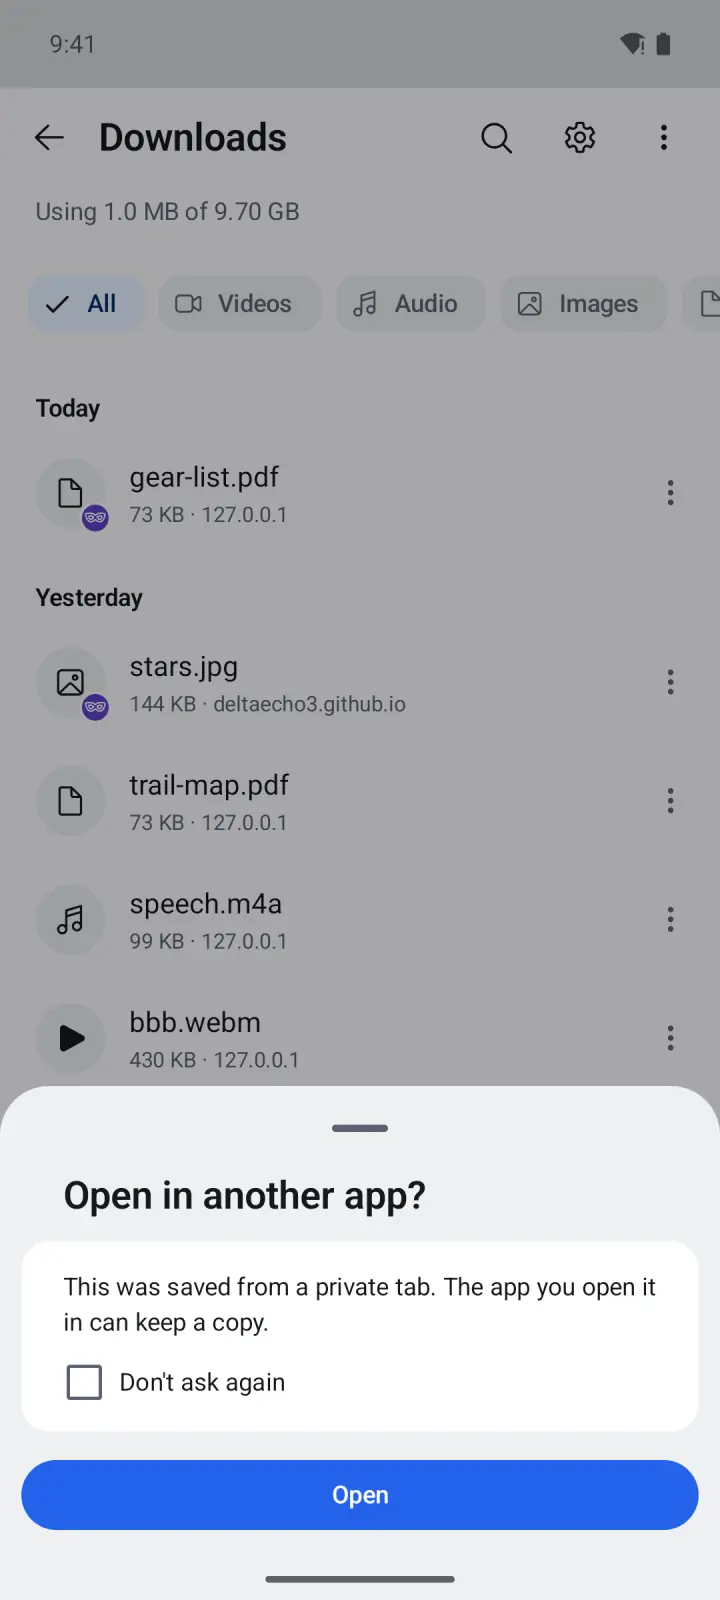 9:41
Downloads
Using 1.0 MB of 9.70 GB
All
Videos
Audio
Images
Today
gear-list.pdf
73 KB · 127.0.0.1
Yesterday
stars.jpg
144 KB · deltaecho3.github.io
trail-map.pdf
73 KB · 127.0.0.1
speech.m4a
99 KB · 127.0.0.1
bbb.webm
430 KB · 127.0.0.1
Open in another app?
This was saved from a private tab. The app you open it
in can keep a copy.
Don't ask again
Open